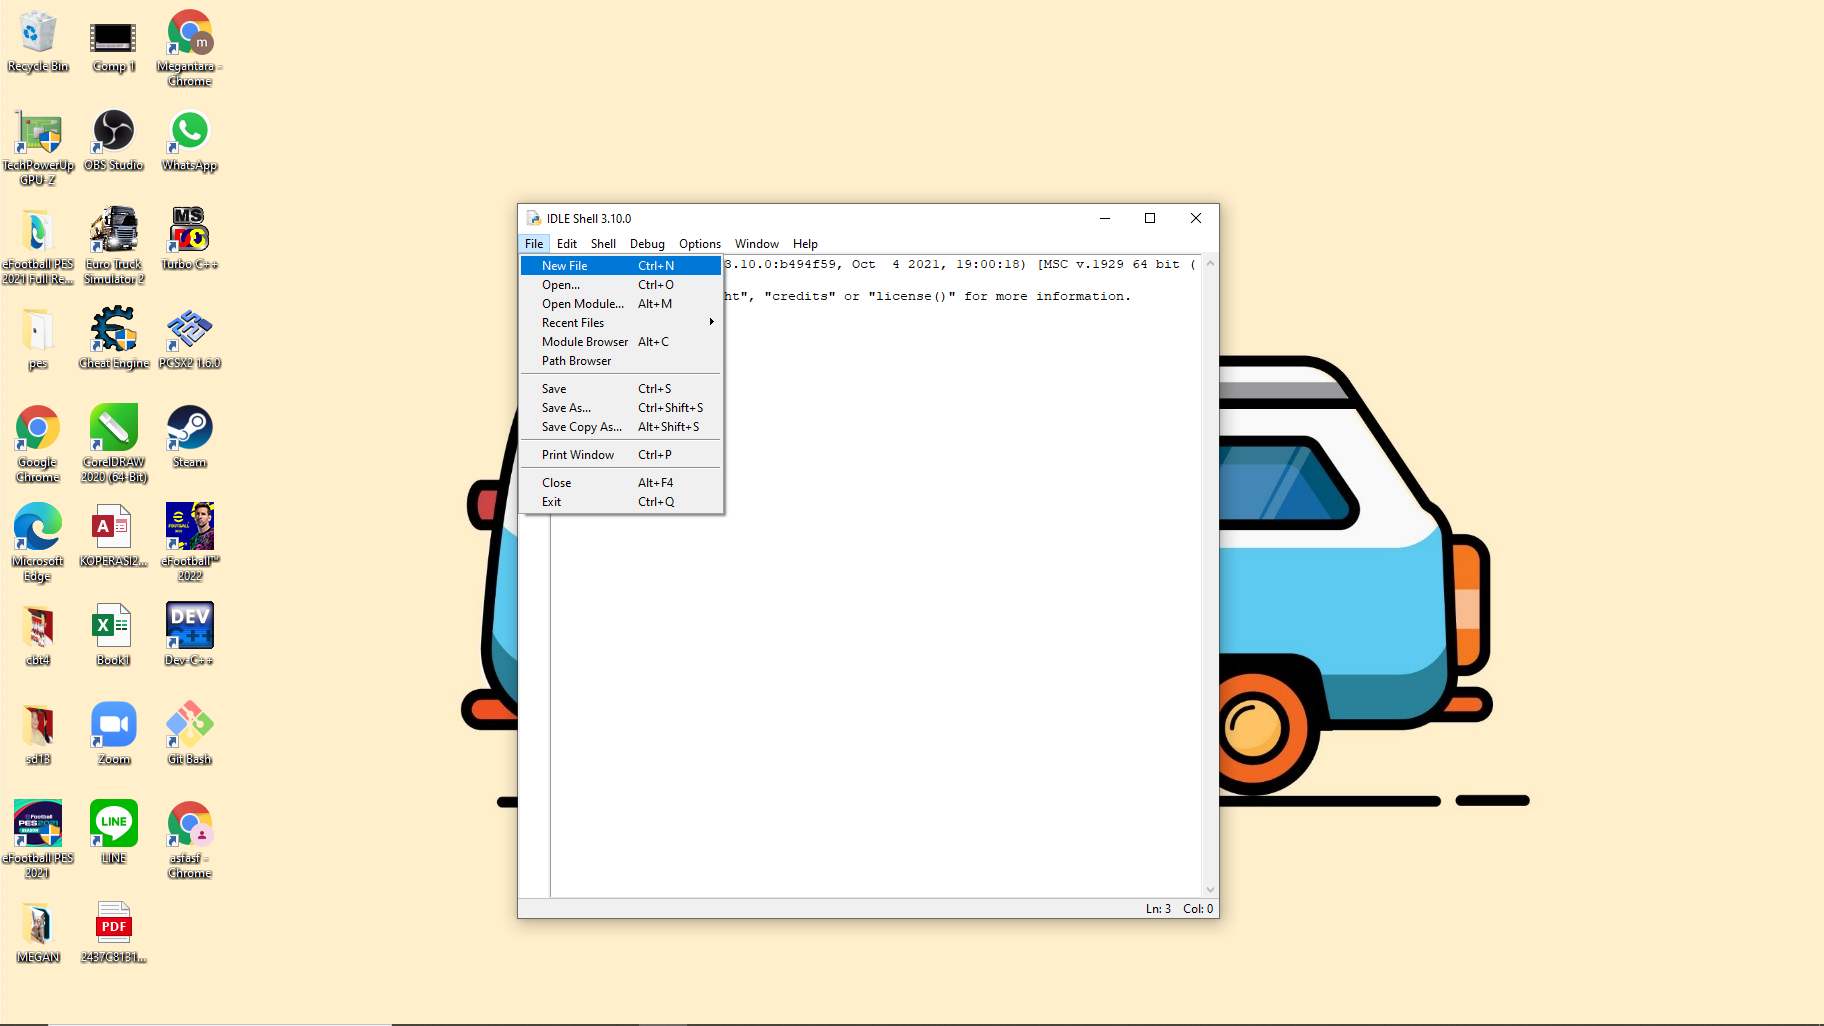 Recycle Bin
Comp 1
Megantara -
Chrome
TechPowerUp
GPU-Z
OBS Studio
WhatsApp
eFootball PES
2021 Full Re...
Euro Truck
Simulator 2
MS
Turbo C++
pes
Cheat Engine
PCSX2 1.6.0
Google
Chrome
CorelDRAW
2020 (64-Bit)
Steam
Microsoft
Edge
KOPERASI2...
eFootball™
2022
cbt4
Book1
DEV
C++
Dev-C++
sd13
Zoom
Git Bash
eFootball PES
2021
LINE
LINE
asfasf -
Chrome
MEGAN
PDF
2437C8131...
IDLE Shell 3.10.0
File Edit Shell Debug Options Window Help
New File Ctrl+N
Open... Ctrl+O
Open Module... Alt+M
Recent Files
Module Browser Alt+C
Path Browser
Save Ctrl+S
Save As... Ctrl+Shift+S
Save Copy As... Alt+Shift+S
Print Window Ctrl+P
Close Alt+F4
Exit Ctrl+Q
3.10.0:b494f59, Oct  4 2021, 19:00:18) [MSC v.1929 64 bit (
ht", "credits" or "license()" for more information.
Ln: 3 Col: 0